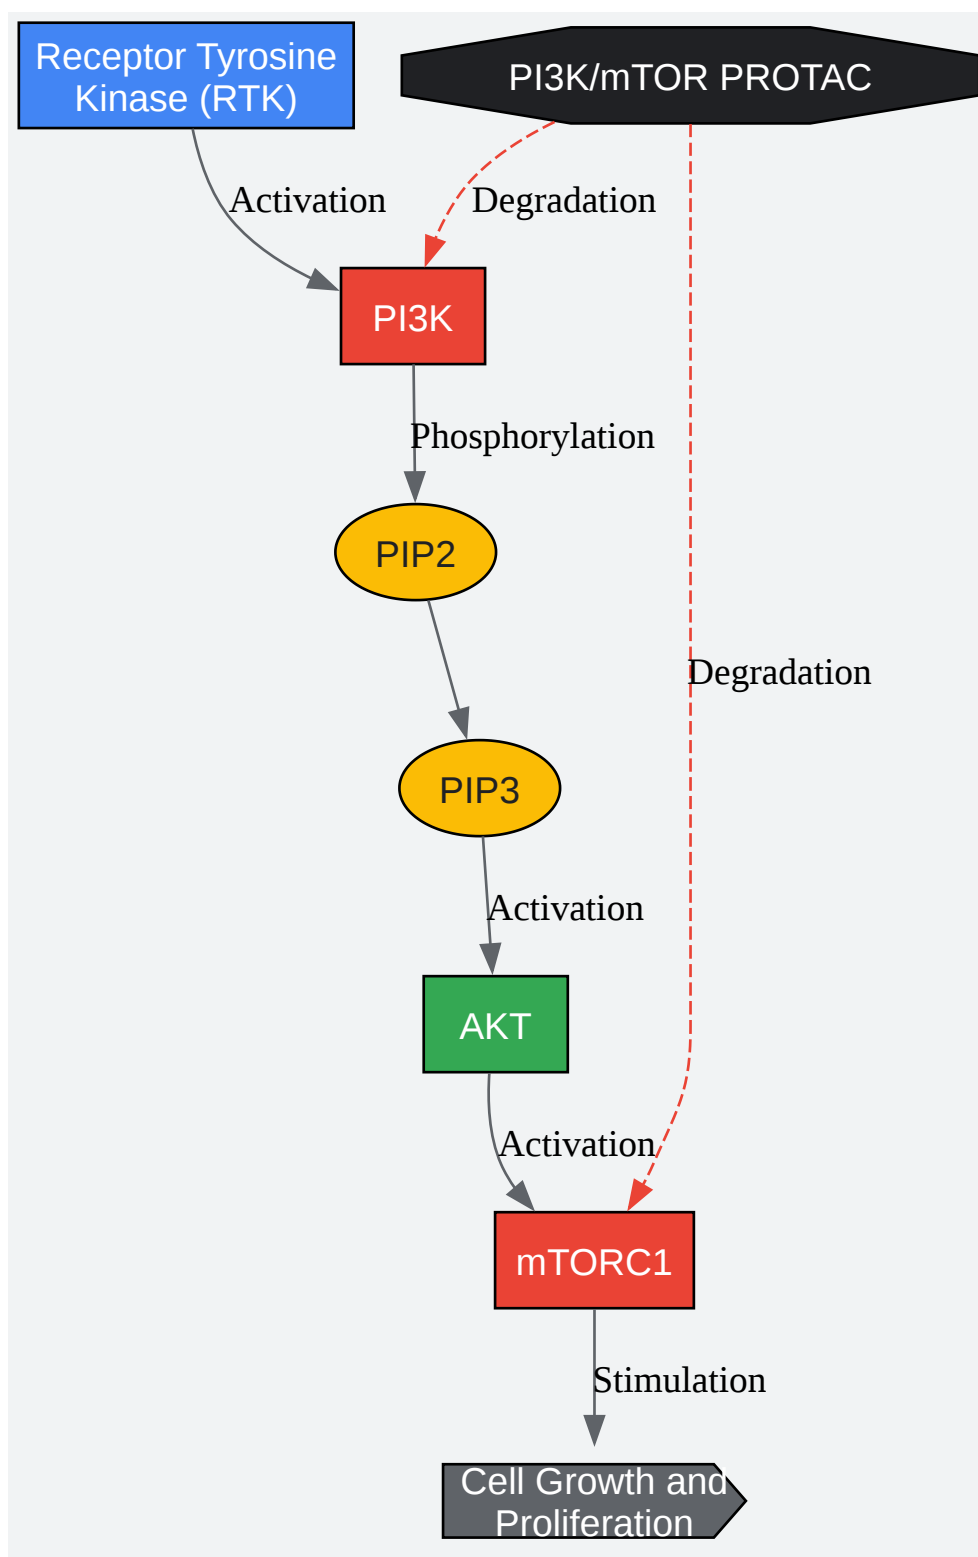 Receptor Tyrosine
Kinase (RTK)
PI3K/mTOR PROTAC
Activation
Degradation
PI3K
Phosphorylation
PIP2
Degradation
PIP3
Activation
AKT
Activation
mTORC1
Stimulation
Cell Growth and
Proliferation